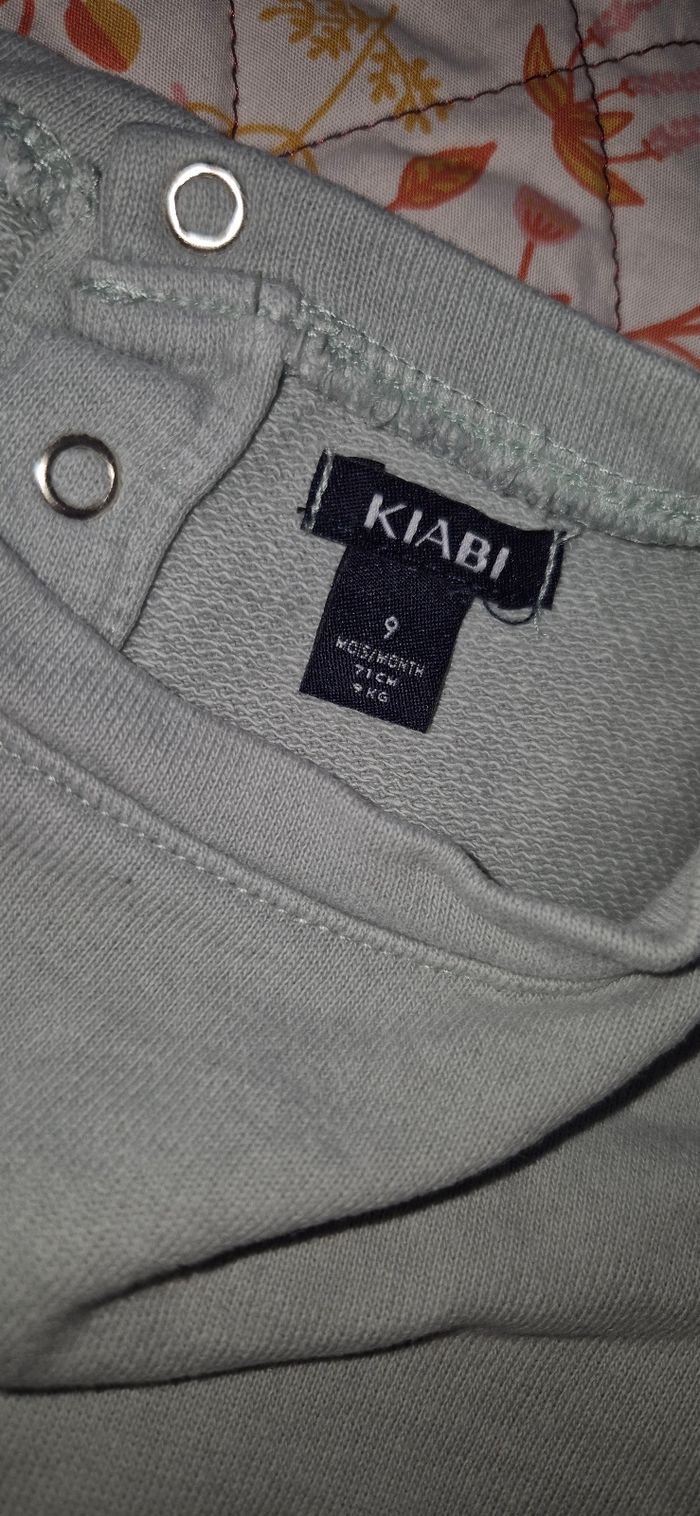 KIABI
9
MOIS/MONTH
71CM
9KG